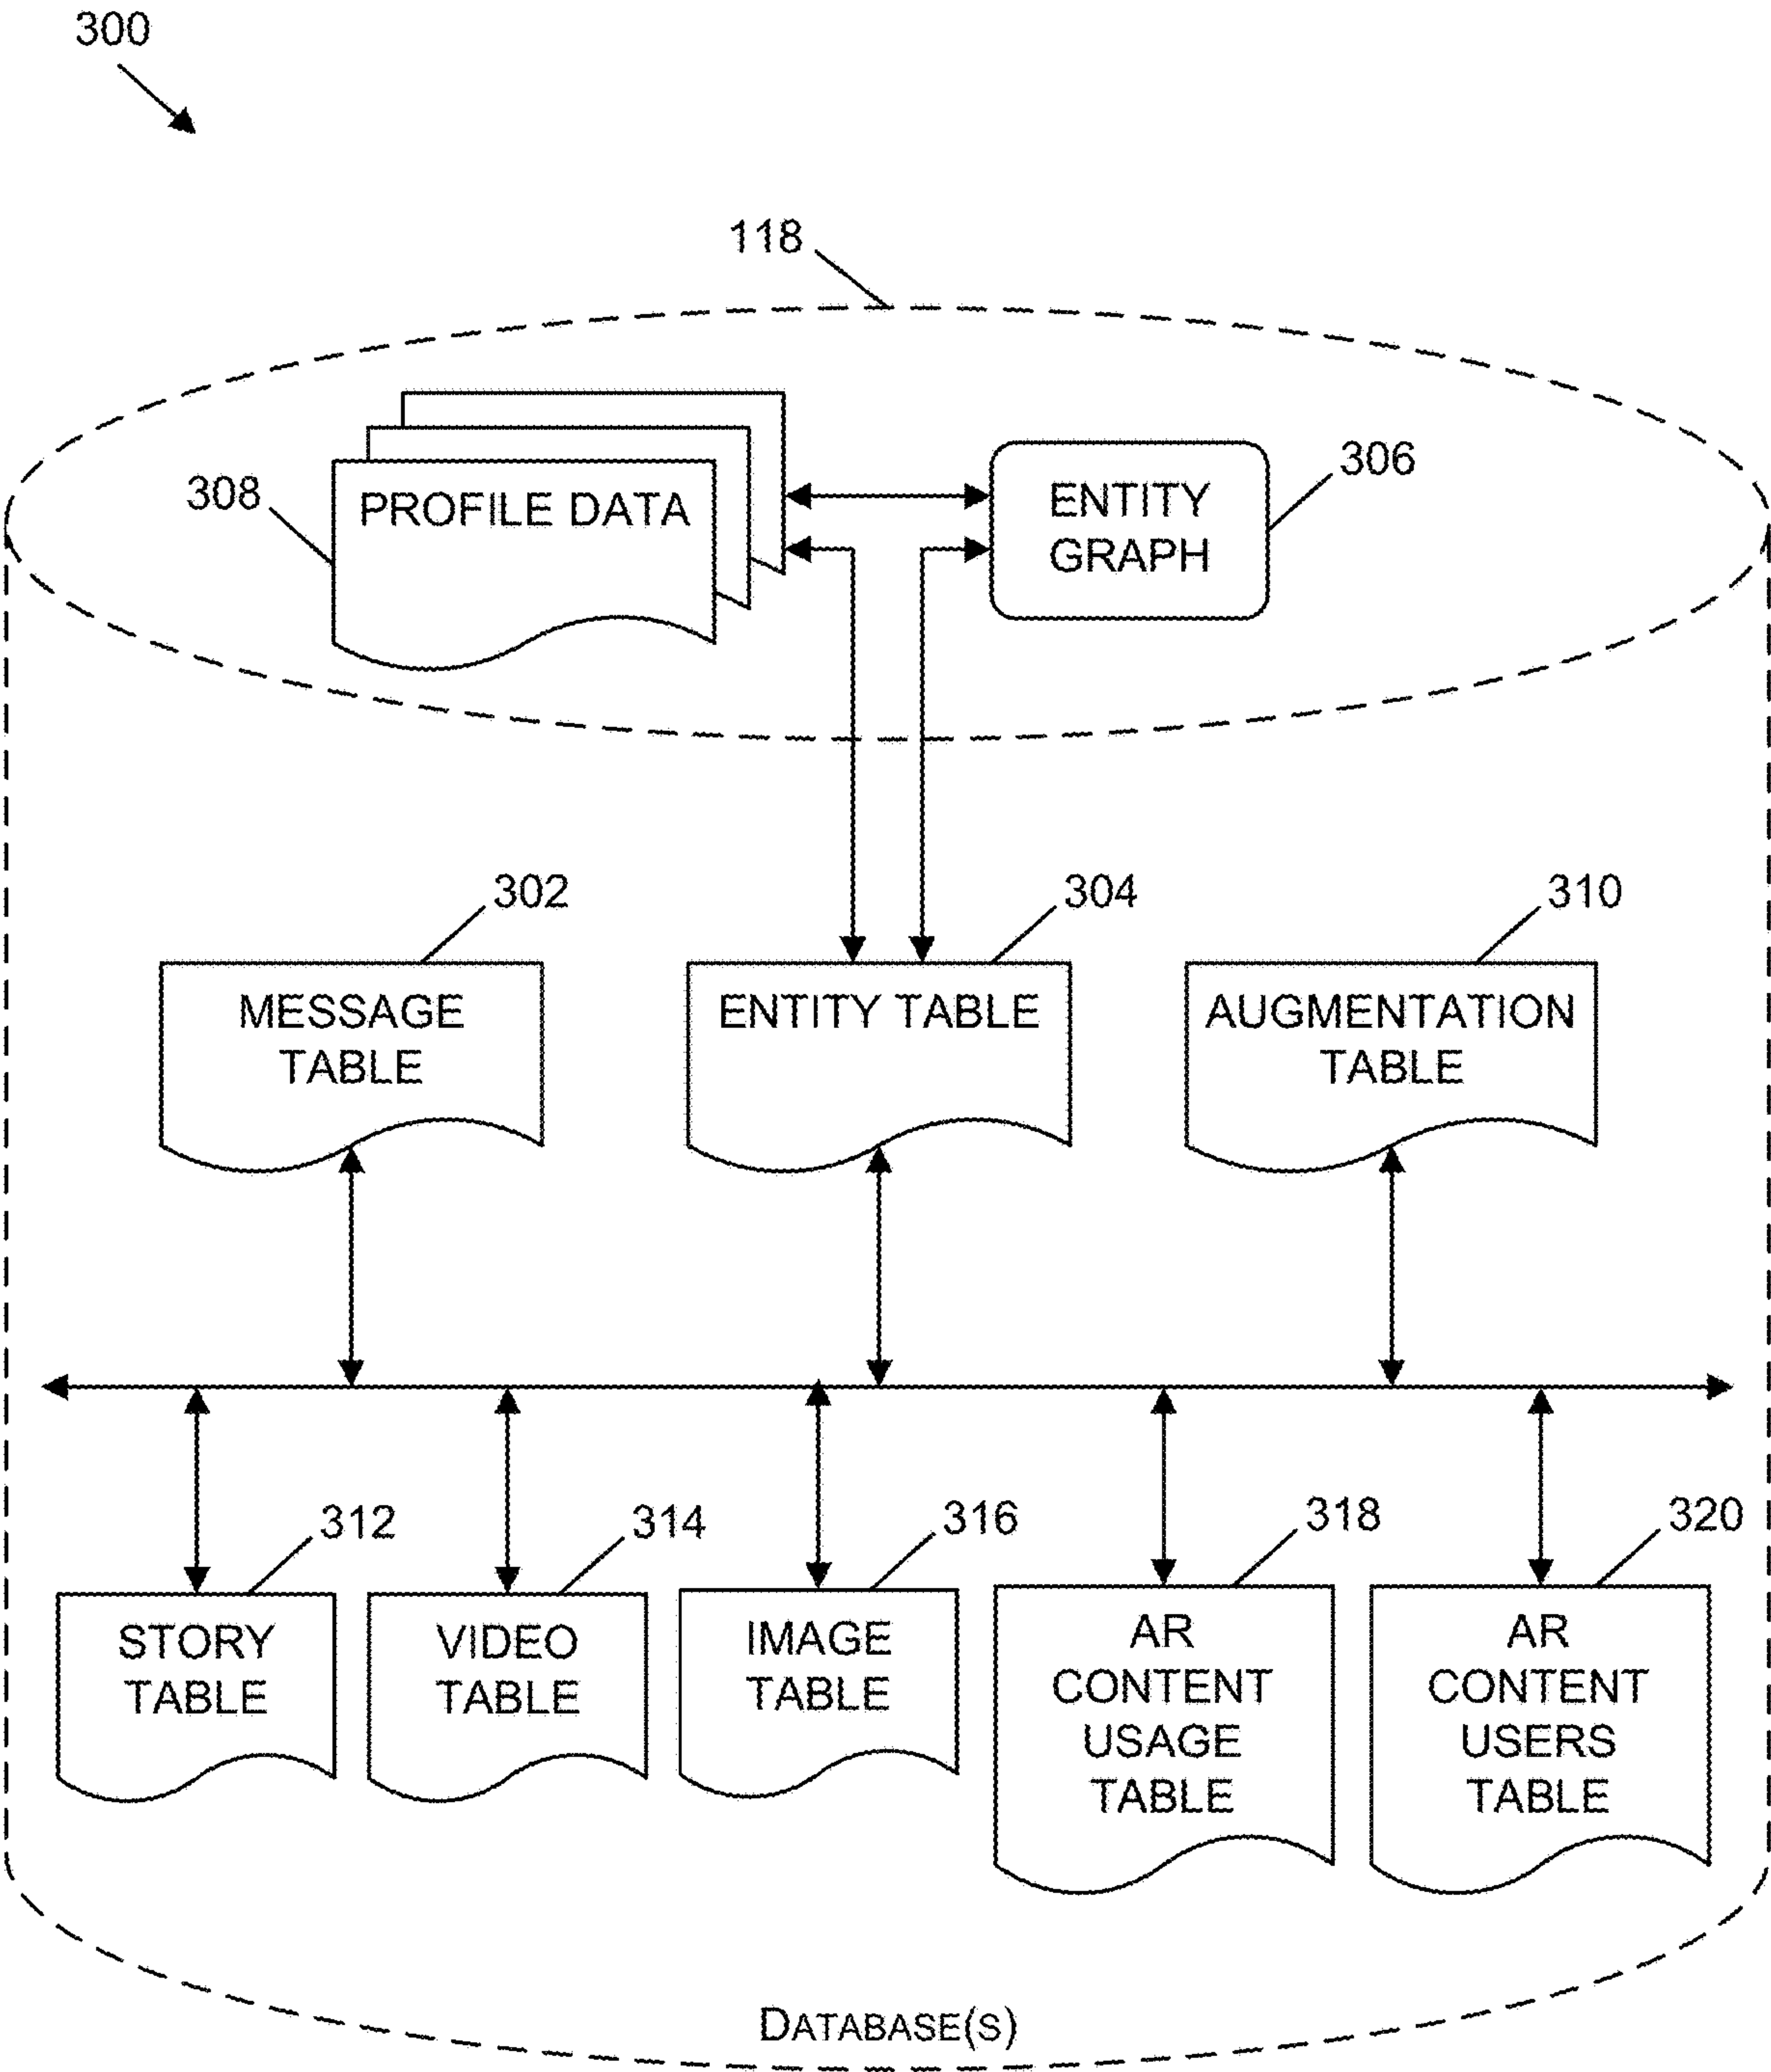 300
118
308
PROFILE DATA
ENTITY
GRAPH
306
302
304
310
MESSAGE
TABLE
ENTITY TABLE
AUGMENTATION
TABLE
312
314
316
318
320
STORY
TABLE
VIDEO
TABLE
IMAGE
TABLE
AR
CONTENT
USAGE
TABLE
AR
CONTENT
USERS
TABLE
DATABASE(S)